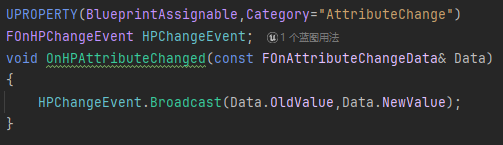 UPROPERTY(BlueprintAssignable,Category="AttributeChange")
FOnHPChangeEvent HPChangeEvent; 1 个蓝图用法
void OnHPAttributeChanged(const FOnAttributeChangeData& Data)
{
    HPChangeEvent.Broadcast(Data.OldValue,Data.NewValue);
}